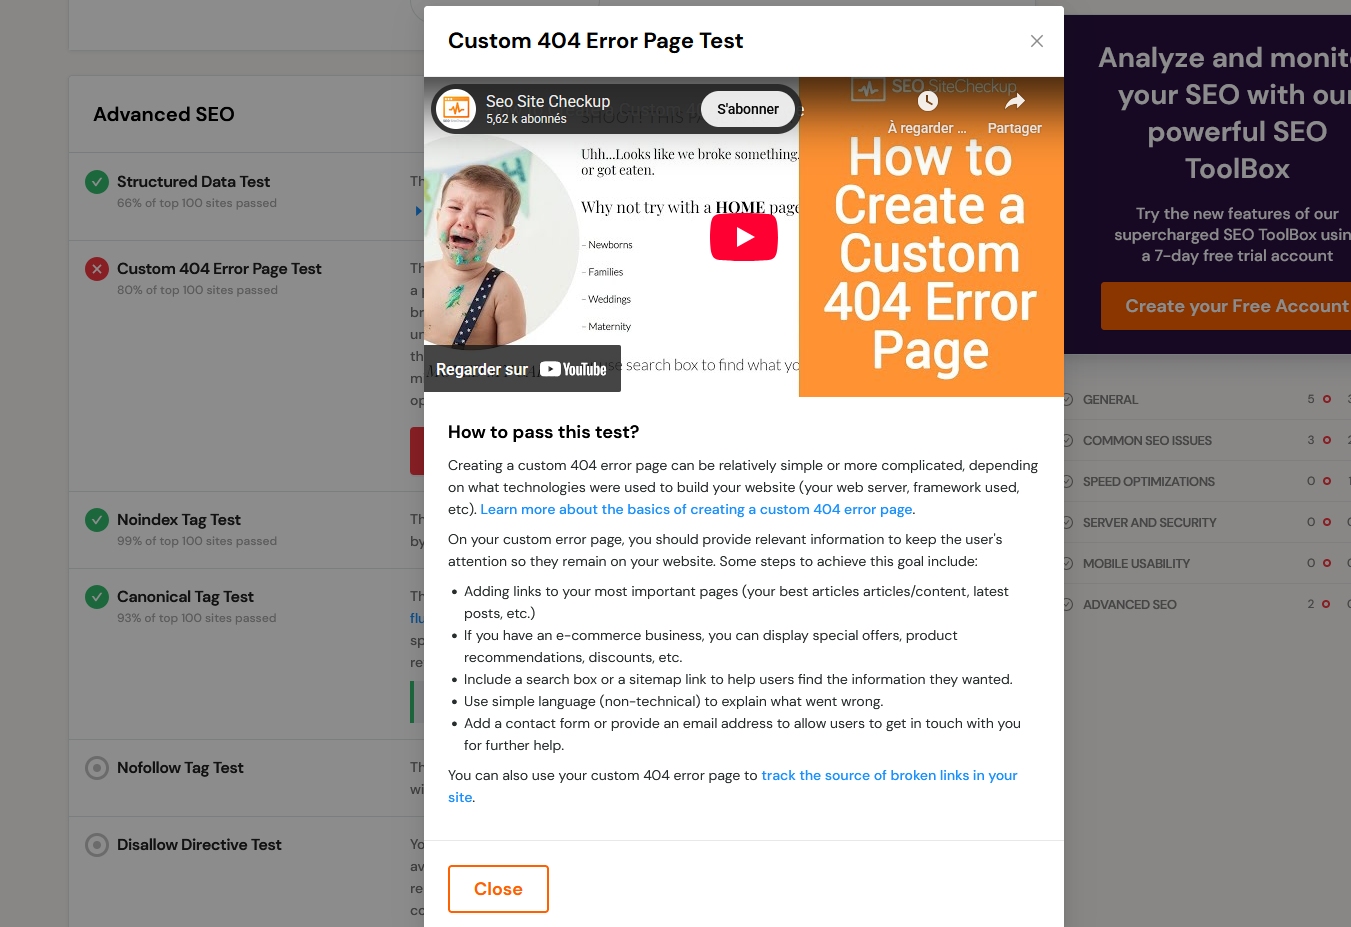 Custom 404 Error Page Test
Seo Site Checkup
5,62 k abonnés
S'abonner
SEO SiteCheckup
À regarder ...
Partager
Uhh...Looks like we broke something.
or got eaten.
Why not try with a HOME page
- Newborns
- Families
- Weddings
- Maternity
use search box to find what yo
Regarder sur YouTube
How to
Create a
Custom
404 Error
Page
How to pass this test?
Creating a custom 404 error page can be relatively simple or more complicated, depending
on what technologies were used to build your website (your web server, framework used,
etc). Learn more about the basics of creating a custom 404 error page.
On your custom error page, you should provide relevant information to keep the user's
attention so they remain on your website. Some steps to achieve this goal include:
• Adding links to your most important pages (your best articles articles/content, latest
posts, etc.)
• If you have an e-commerce business, you can display special offers, product
recommendations, discounts, etc.
• Include a search box or a sitemap link to help users find the information they wanted.
• Use simple language (non-technical) to explain what went wrong.
• Add a contact form or provide an email address to allow users to get in touch with you
for further help.
You can also use your custom 404 error page to track the source of broken links in your
site.
Close
Advanced SEO
Structured Data Test
66% of top 100 sites passed
Custom 404 Error Page Test
80% of top 100 sites passed
Noindex Tag Test
99% of top 100 sites passed
Canonical Tag Test
93% of top 100 sites passed
Nofollow Tag Test
Disallow Directive Test
Analyze and monit
your SEO with our
powerful SEO
ToolBox
Try the new features of our
supercharged SEO ToolBox usin
a 7-day free trial account
Create your Free Account
GENERAL 5
COMMON SEO ISSUES 3
SPEED OPTIMIZATIONS 0
SERVER AND SECURITY 0
MOBILE USABILITY 0
ADVANCED SEO 2